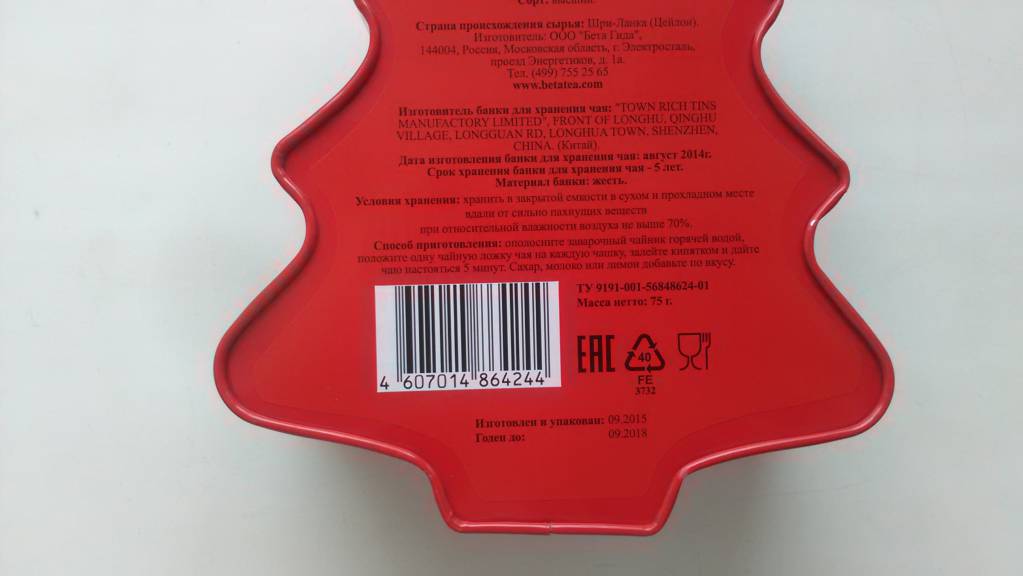 Сорт: высший.
Страна происхождения сырья: Шри-Ланка (Цейлон).
Изготовитель: ООО "Бета Гида",
144004, Россия, Московская область, г. Электросталь,
проезд Энергетиков, д. 1а.
Тел. (499) 755 25 65
www.betatea.com
Изготовитель банки для хранения чая: "TOWN RICH TINS
MANUFACTORY LIMITED", FRONT OF LONGHU, QINGHU
VILLAGE, LONGGUAN RD, LONGHUA TOWN, SHENZHEN,
CHINA. (Китай).
Дата изготовления банки для хранения чая: август 2014г.
Срок хранения банки для хранения чая - 5 лет.
Материал банки: жесть.
Условия хранения: хранить в закрытой емкости в сухом и прохладном месте
вдали от сильно пахнущих веществ
при относительной влажности воздуха не выше 70%.
Способ приготовления: ополосните заварочный чайник горячей водой,
положите одну чайную ложку чая на каждую чашку, залейте кипятком и дайте
чаю настояться 5 минут. Сахар, молоко или лимон добавьте по вкусу.
ТУ 9191-001-56848624-01
Масса нетто: 75 г.
4 607014 864244
EAC
40
FE
3732
Изготовлен и упакован: 09.2015
Годен до: 09.2018